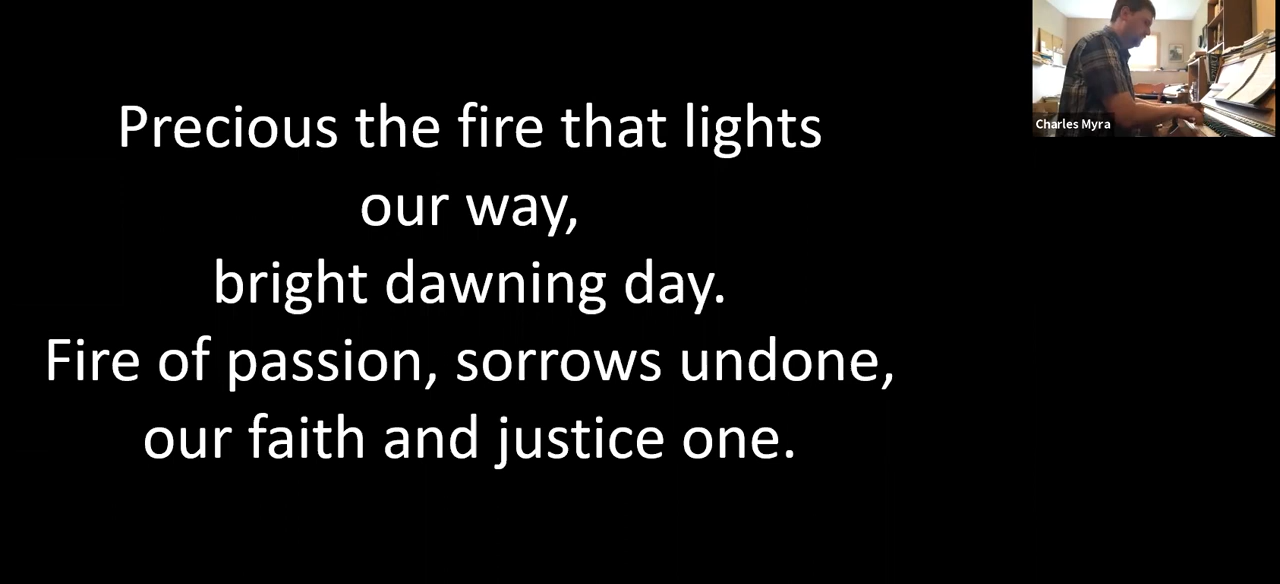 Precious the fire that lights
our way,
bright dawning day.
Fire of passion, sorrows undone,
our faith and justice one.
Charles Myra